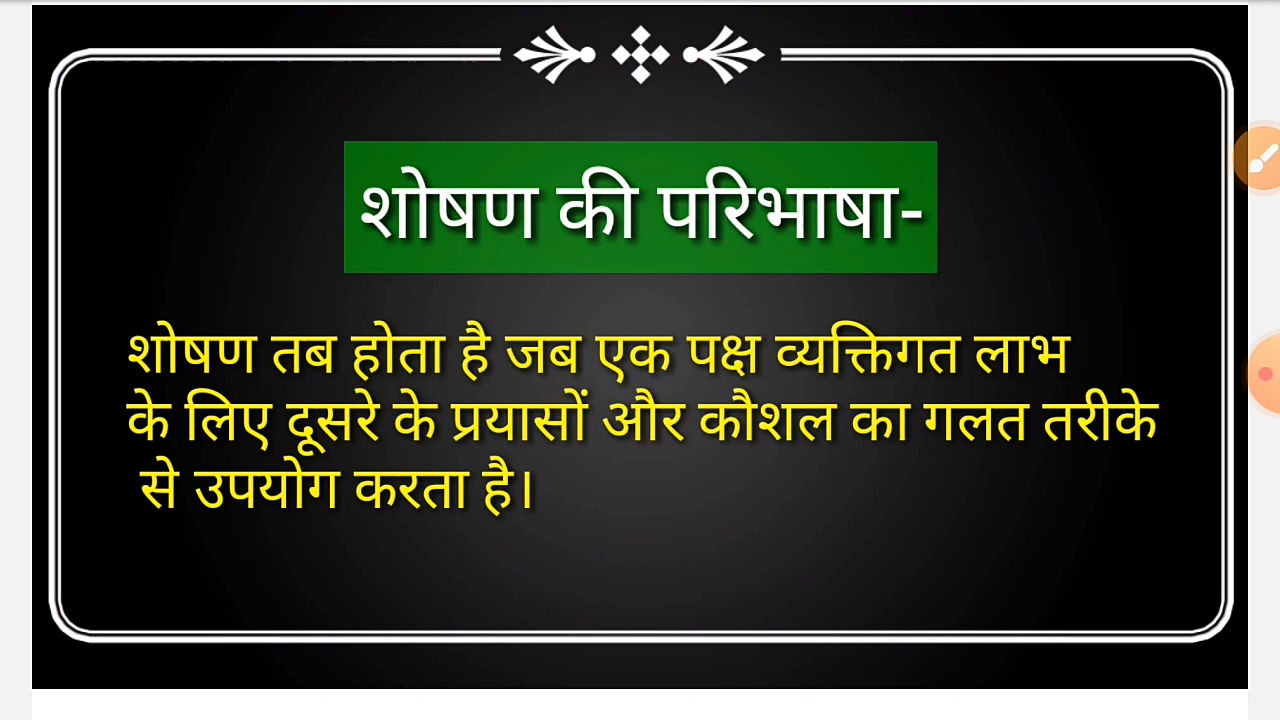 शोषण की परिभाषा-
शोषण तब होता है जब एक पक्ष व्यक्तिगत लाभ
के लिए दूसरे के प्रयासों और कौशल का गलत तरीके
से उपयोग करता है।